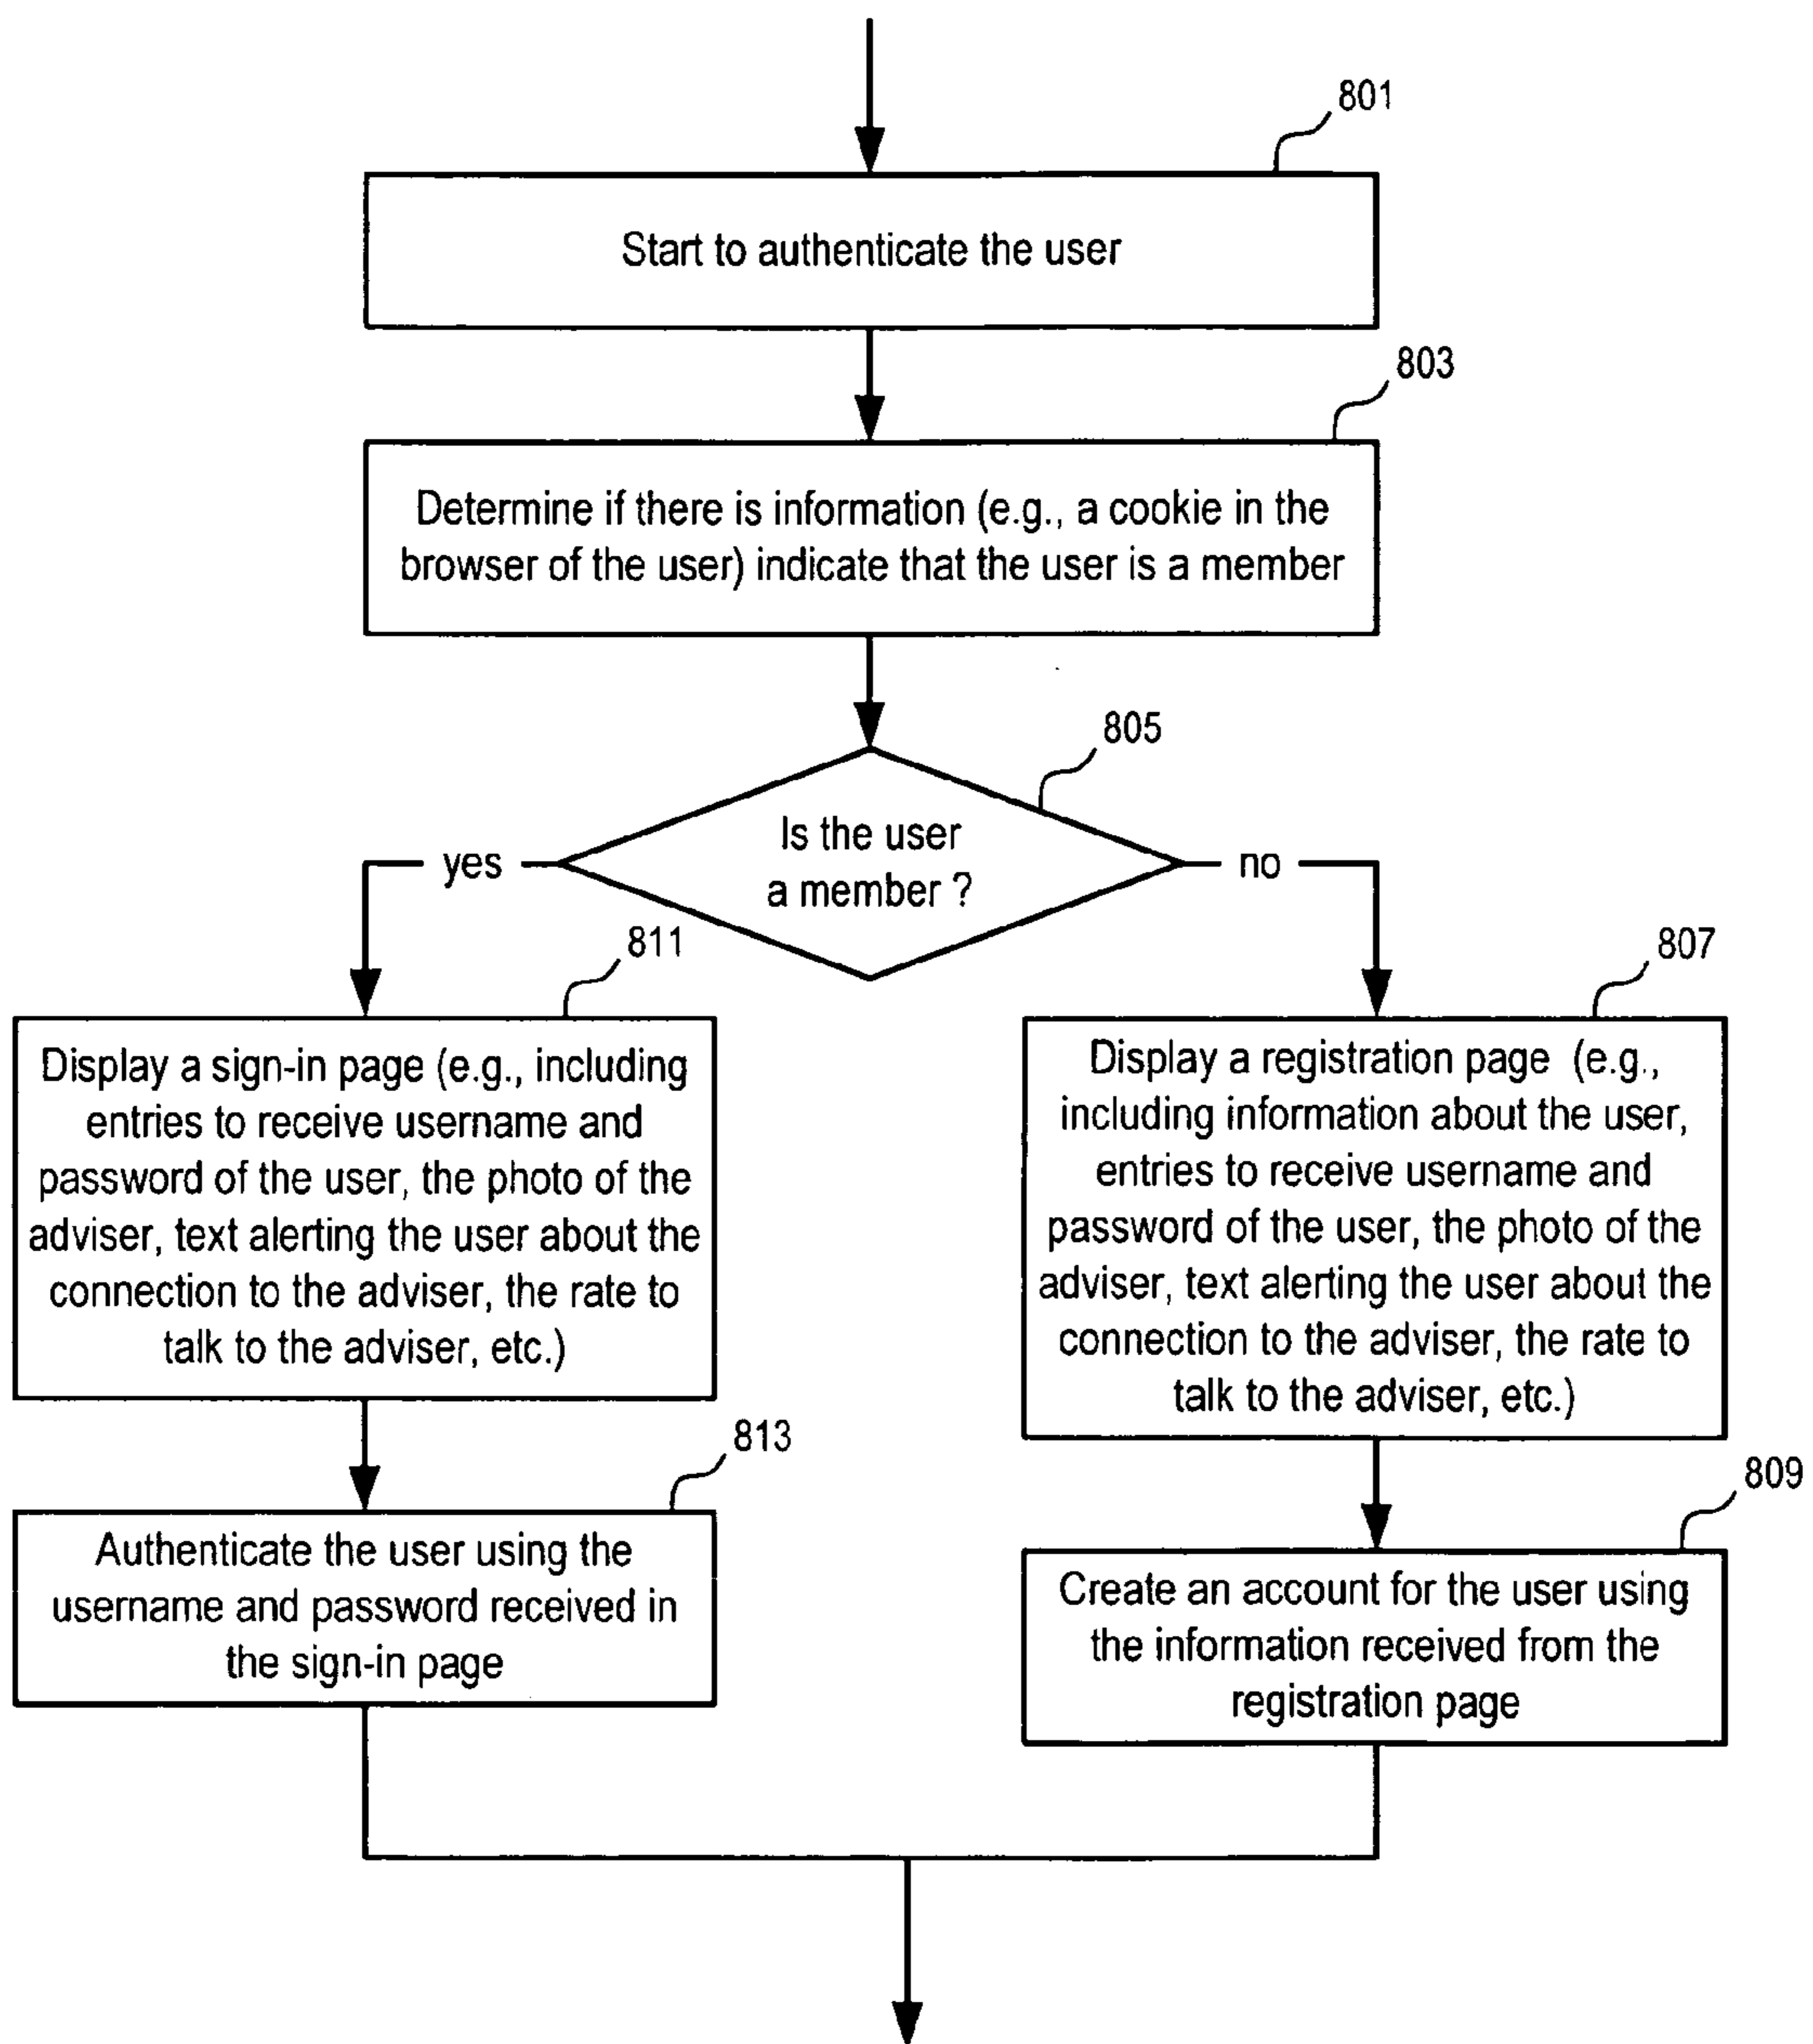 801
Start to authenticate the user
803
Determine if there is information (e.g., a cookie in the
browser of the user) indicate that the user is a member
805
Is the user
a member ?
yes
no
811
Display a sign-in page (e.g., including
entries to receive username and
password of the user, the photo of the
adviser, text alerting the user about the
connection to the adviser, the rate to
talk to the adviser, etc.)
807
Display a registration page (e.g.,
including information about the user,
entries to receive username and
password of the user, the photo of the
adviser, text alerting the user about the
connection to the adviser, the rate to
talk to the adviser, etc.)
813
Authenticate the user using the
username and password received in
the sign-in page
809
Create an account for the user using
the information received from the
registration page